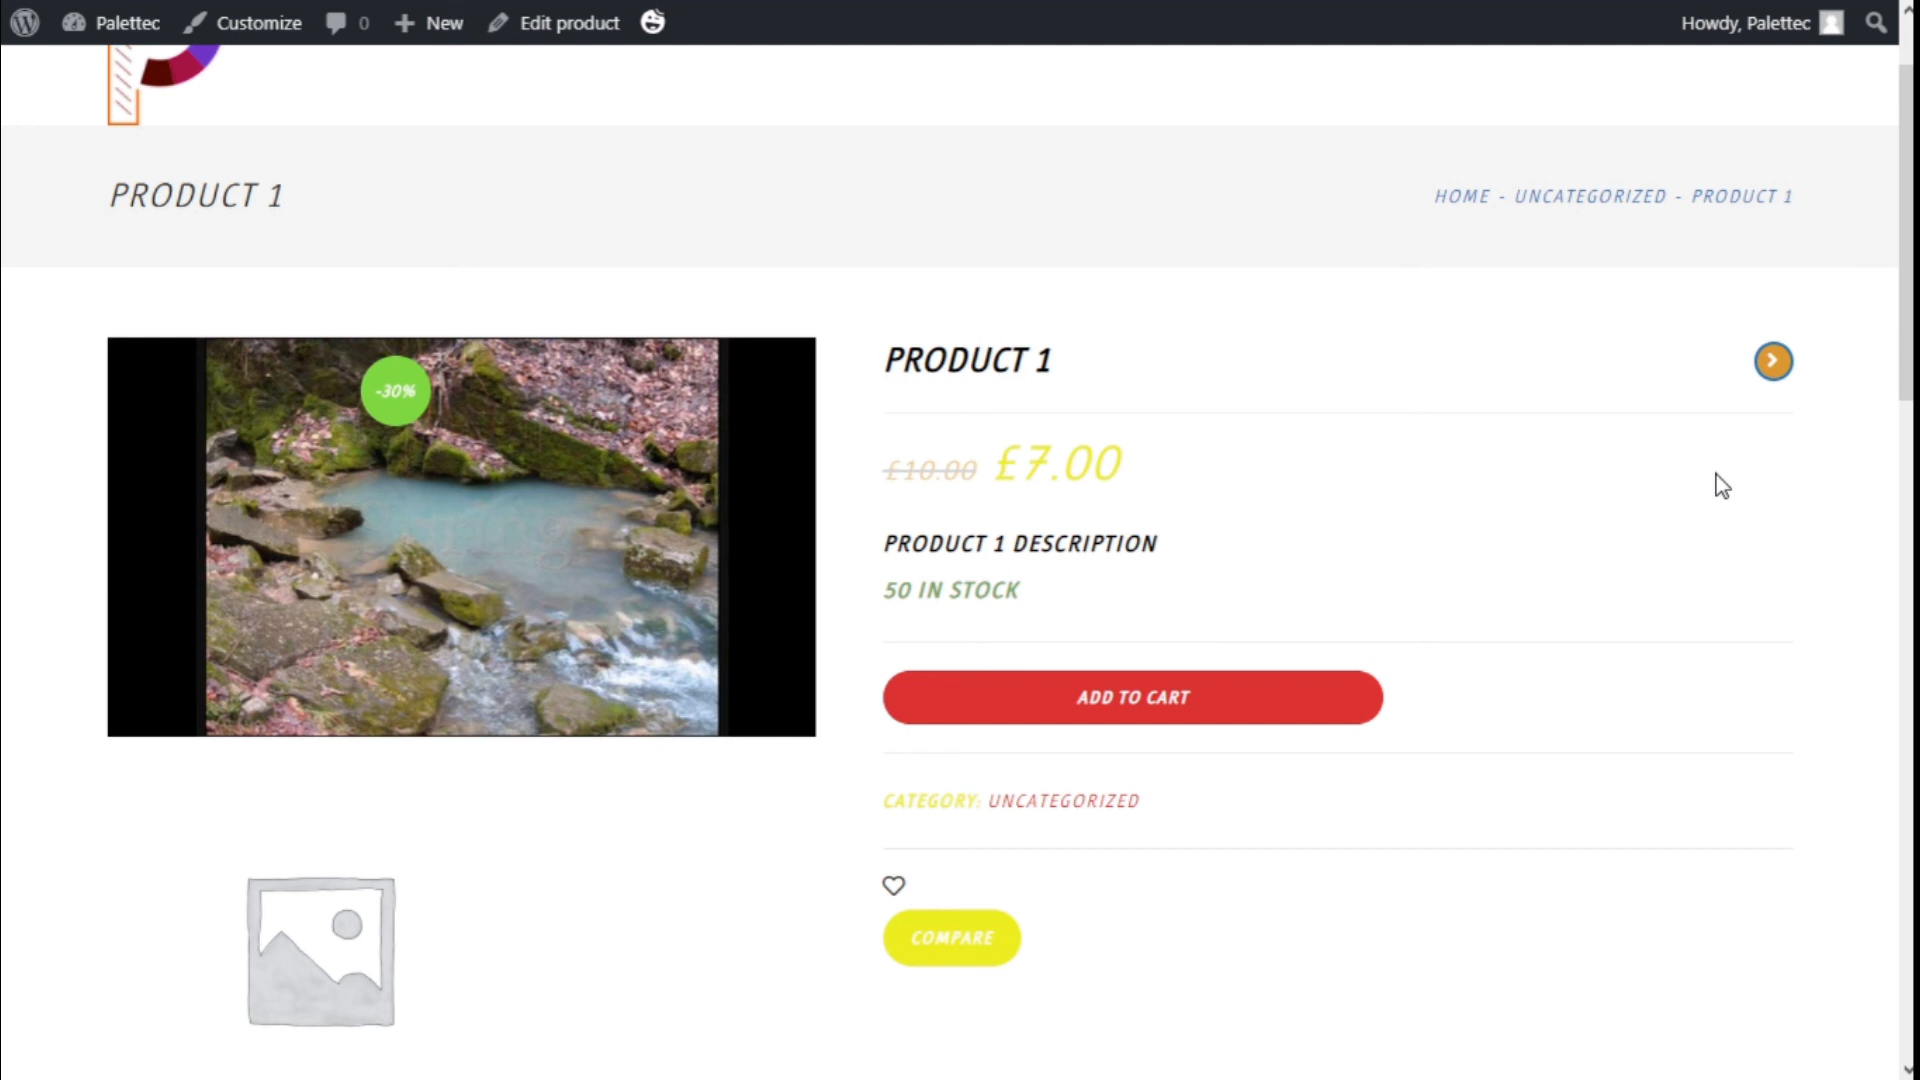 Palettec Customize 0 New Edit product Howdy, Palettec
PRODUCT 1
HOME - UNCATEGORIZED - PRODUCT 1
-30%
PRODUCT 1
£10.00 £7.00
PRODUCT 1 DESCRIPTION
50 IN STOCK
ADD TO CART
CATEGORY: UNCATEGORIZED
COMPARE